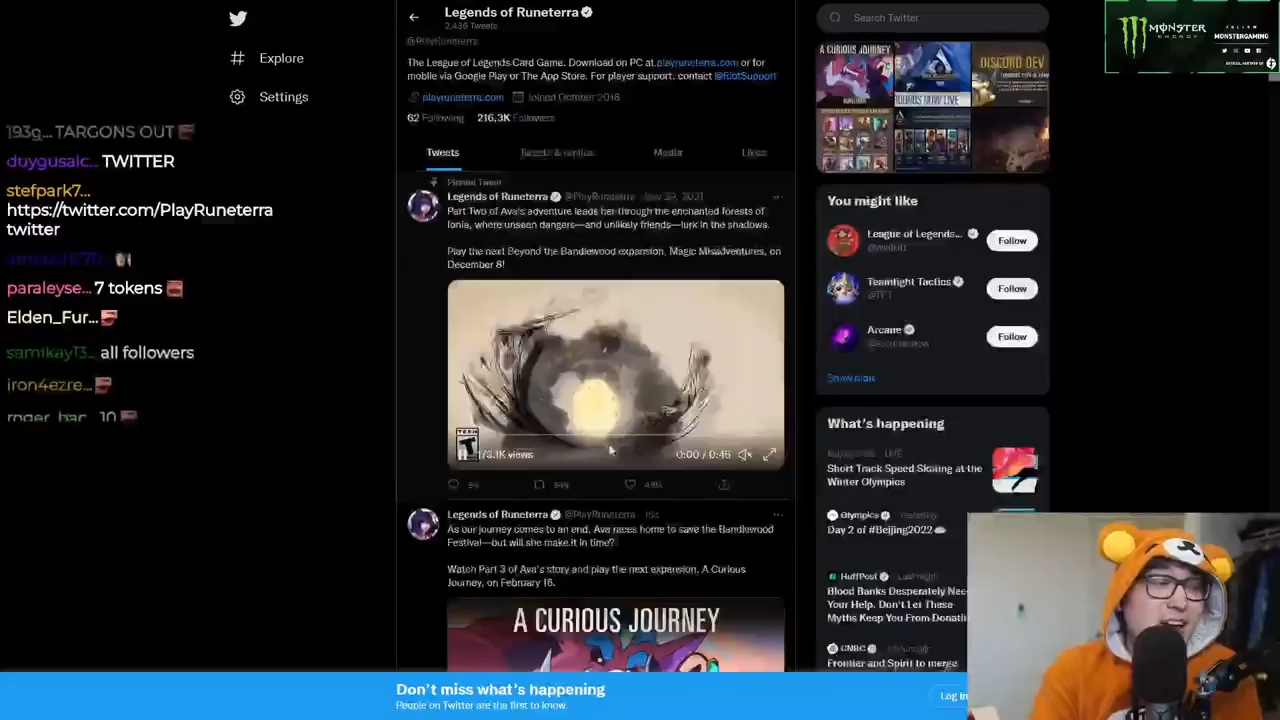 Explore
Settings
193g... TARGONS OUT
duygusalc... TWITTER
stefpark7...
https://twitter.com/PlayRuneterra
twitter
paraleyse... 7 tokens
Elden_Fur...
samikay13... all followers
iron4ezre...
roger_bar... 10
Legends of Runeterra
2,436 Tweets
@PlayRuneterra
The League of Legends Card Game. Download on PC at playruneterra.com or for
mobile via Google Play or The App Store. For player support, contact @RiotSupport
playruneterra.com Joined October 2018
62 Following 216.3K Followers
Tweets Tweets & replies Media Likes
Pinned Tweet
Legends of Runeterra @PlayRuneterra 2021
Part Two of Ava's adventure leads her through the enchanted forests of
Ionia, where unseen dangers—and unlikely friends—lurk in the shadows.
Play the next Beyond the Bandlewood expansion, Magic Misadventures, on
December 8!
TEEN
T
173.1K views 0:00 / 0:46
Legends of Runeterra @PlayRuneterra
As our journey comes to an end, Ava races home to save the Bandlewood
Festival—but will she make it in time?
Watch Part 3 of Ava's story and play the next expansion, A Curious
Journey, on February 16.
A CURIOUS JOURNEY
Search Twitter
A CURIOUS JOURNEY
DISCORD DEV
You might like
League of Legends...
Follow
Teamfight Tactics
@TFT
Follow
Arcane
Follow
Show more
What's happening
LIVE
Short Track Speed Skating at the
Winter Olympics
Olympics Yesterday
Day 2 of #Beijing2022
HuffPost Last night
Blood Banks Desperately Nee
Your Help. Don't Let These
Myths Keep You From Donati
CNBC
Frontier and Spirit to merge
Don't miss what's happening
People on Twitter are the first to know.
Log in
MONSTER
ENERGY
FOLLOW
MONSTERGAMING